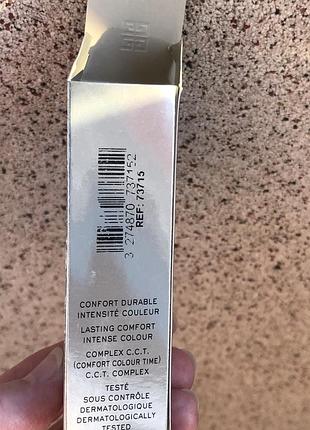 3 274870 737152
REF: 73715
CONFORT DURABLE
INTENSITÉ COULEUR
LASTING COMFORT
INTENSE COLOUR
COMPLEX C.C.T.
(COMFORT COLOUR TIME)
C.C.T. COMPLEX
TESTÉ
SOUS CONTRÔLE
DERMATOLOGIQUE
DERMATOLOGICALLY
TESTED